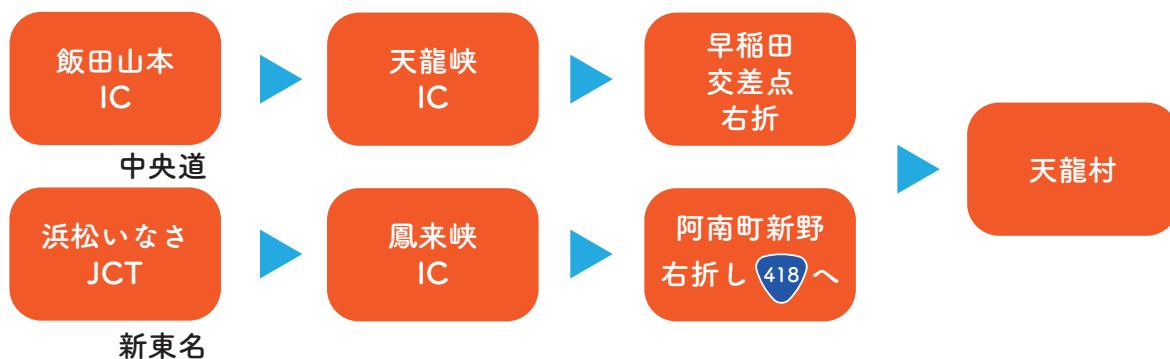 飯田山本
IC
中央道
天龍峡
IC
早稲田
交差点
右折
浜松いなさ
JCT
新東名
鳳来峡
IC
阿南町新野
右折し 418 へ
天龍村